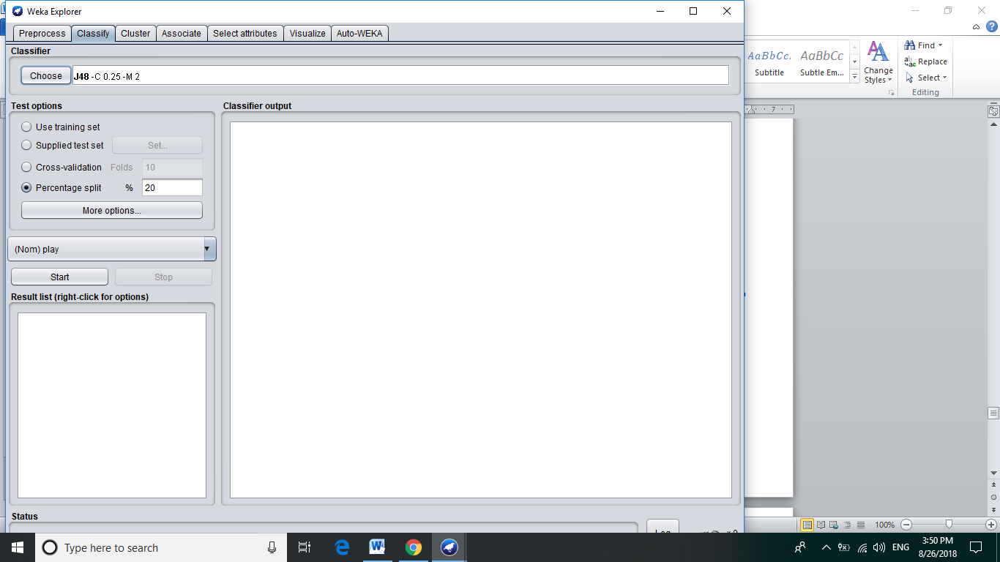 Weka Explorer
Preprocess Classify Cluster Associate Select attributes Visualize Auto-WEKA
Classifier
Choose J48 -C 0.25 -M 2
Test options
Use training set
Supplied test set Set...
Cross-validation Folds 10
Percentage split % 20
More options...
(Nom) play
Start Stop
Result list (right-click for options)
Classifier output
Status
Log
x 0
AaBbCc. AaBbCc
Subtitle Subtle Em...
Change
Styles
Find
Replace
Select
Editing
7
100%
Type here to search
ENG
3:50 PM
8/26/2018